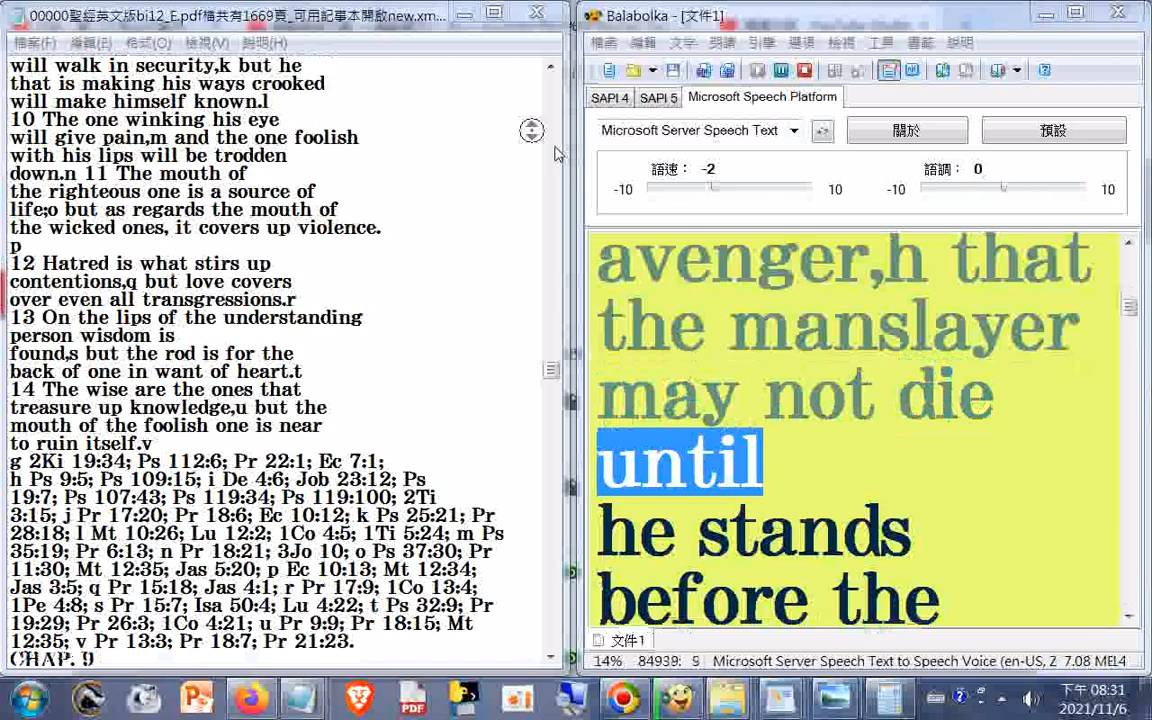 00000聖經英文版bi12_E.pdf檔共有1669頁_可用記事本開啟new.xm...
檔案(F) 編輯(E) 格式(O) 檢視(V) 說明(H)
will walk in security,k but he
that is making his ways crooked
will make himself known.l
10 The one winking his eye
will give pain,m and the one foolish
with his lips will be trodden
down.n 11 The mouth of
the righteous one is a source of
life;o but as regards the mouth of
the wicked ones, it covers up violence.
p
12 Hatred is what stirs up
contentions,q but love covers
over even all transgressions.r
13 On the lips of the understanding
person wisdom is
found,s but the rod is for the
back of one in want of heart.t
14 The wise are the ones that
treasure up knowledge,u but the
mouth of the foolish one is near
to ruin itself.v
g 2Ki 19:34; Ps 112:6; Pr 22:1; Ec 7:1;
h Ps 9:5; Ps 109:15; i De 4:6; Job 23:12; Ps
19:7; Ps 107:43; Ps 119:34; Ps 119:100; 2Ti
3:15; j Pr 17:20; Pr 18:6; Ec 10:12; k Ps 25:21; Pr
28:18; l Mt 10:26; Lu 12:2; 1Co 4:5; 1Ti 5:24; m Ps
35:19; Pr 6:13; n Pr 18:21; 3Jo 10; o Ps 37:30; Pr
11:30; Mt 12:35; Jas 5:20; p Ec 10:13; Mt 12:34;
Jas 3:5; q Pr 15:18; Jas 4:1; r Pr 17:9; 1Co 13:4;
1Pe 4:8; s Pr 15:7; Isa 50:4; Lu 4:22; t Ps 32:9; Pr
19:29; Pr 26:3; 1Co 4:21; u Pr 9:9; Pr 18:15; Mt
12:35; v Pr 13:3; Pr 18:7; Pr 21:23.
CHAP. 9
Balabolka - [文件1]
檔案 編輯 文字 朗讀 引擎 選項 檢視 工具 書籤 說明
SAPI 4 SAPI 5 Microsoft Speech Platform
Microsoft Server Speech Text 關於 預設
語速： -2 語調： 0
-10 10 -10 10
avenger,h that
the manslayer
may not die
until
he stands
before the
文件1
14% 84939: 9 Microsoft Server Speech Text to Speech Voice (en-US, Z 7.08 MB
下午 08:31
2021/11/6